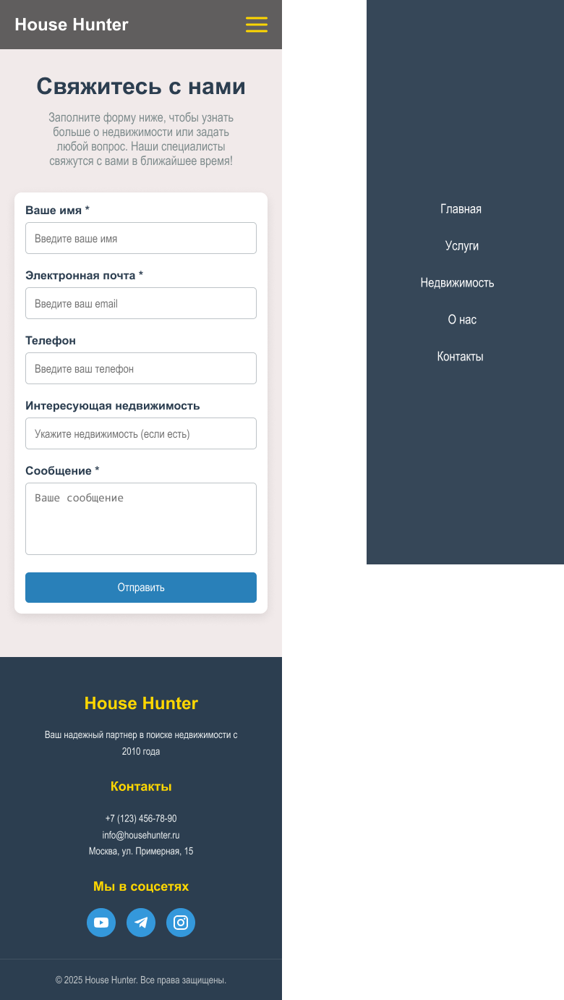 House Hunter
Свяжитесь с нами
Заполните форму ниже, чтобы узнать
больше о недвижимости или задать
любой вопрос. Наши специалисты
свяжутся с вами в ближайшее время!
Ваше имя *
Введите ваше имя
Электронная почта *
Введите ваш email
Телефон
Введите ваш телефон
Интересующая недвижимость
Укажите недвижимость (если есть)
Сообщение *
Ваше сообщение
Отправить
House Hunter
Ваш надежный партнер в поиске недвижимости с
2010 года
Контакты
+7 (123) 456-78-90
info@househunter.ru
Москва, ул. Примерная, 15
Мы в соцсетях
© 2025 House Hunter. Все права защищены.
Главная
Услуги
Недвижимость
О нас
Контакты